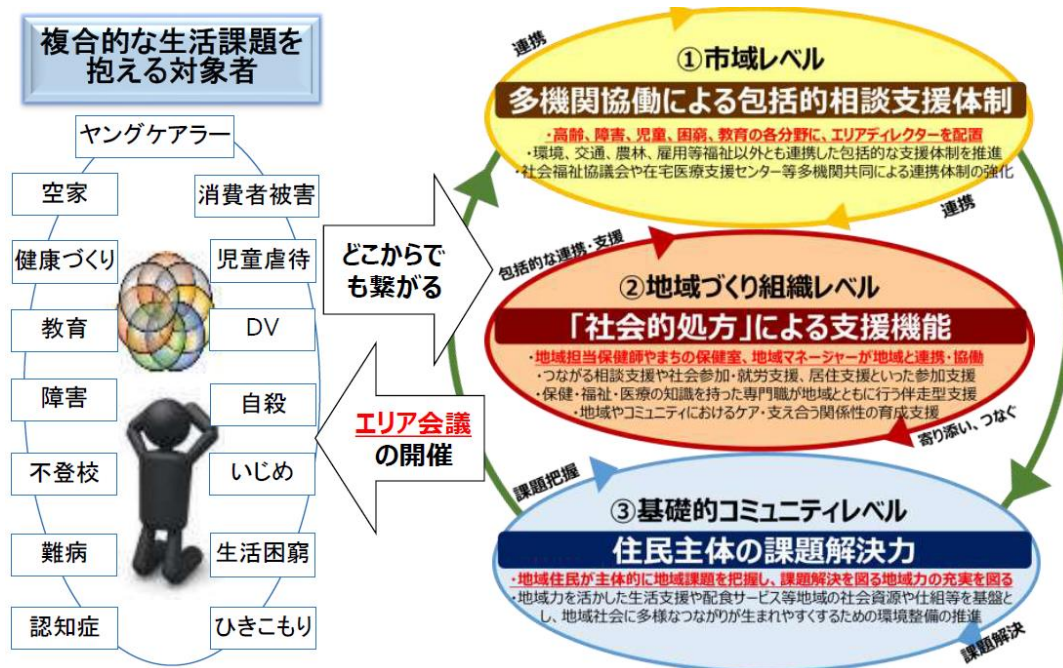 複合的な生活課題を
抱える対象者
ヤングケアラー
空家
消費者被害
健康づくり
児童虐待
教育
DV
障害
自殺
不登校
いじめ
難病
生活困窮
認知症
ひきこもり
どこからで
も繋がる
エリア会議
の開催
連携
①市域レベル
多機関協働による包括的相談支援体制
・高齢、障害、児童、困窮、教育の各分野に、エリアディレクターを配置
・環境、交通、農林、雇用等福祉以外とも連携した包括的な支援体制を推進
・社会福祉協議会や在宅医療支援センター等多機関共同による連携体制の強化
連携
包括的な連携・支援
②地域づくり組織レベル
「社会的処方」による支援機能
・地域担当保健師やまちの保健室、地域マネージャーが地域と連携・協働
・つながる相談支援や社会参加・就労支援、居住支援といった参加支援
・保健・福祉・医療の知識を持った専門職が地域とともに行う伴走型支援
・地域やコミュニティにおけるケア・支え合う関係性の育成支援
寄り添い、つなぐ
課題把握
③基礎的コミュニティレベル
住民主体の課題解決力
・地域住民が主体的に地域課題を把握し、課題解決を図る地域力の充実を図る
・地域力を活かした生活支援や配食サービス等地域の社会資源や仕組等を基盤と
し、地域社会に多様なつながりが生まれやすくするための環境整備の推進
課題解決